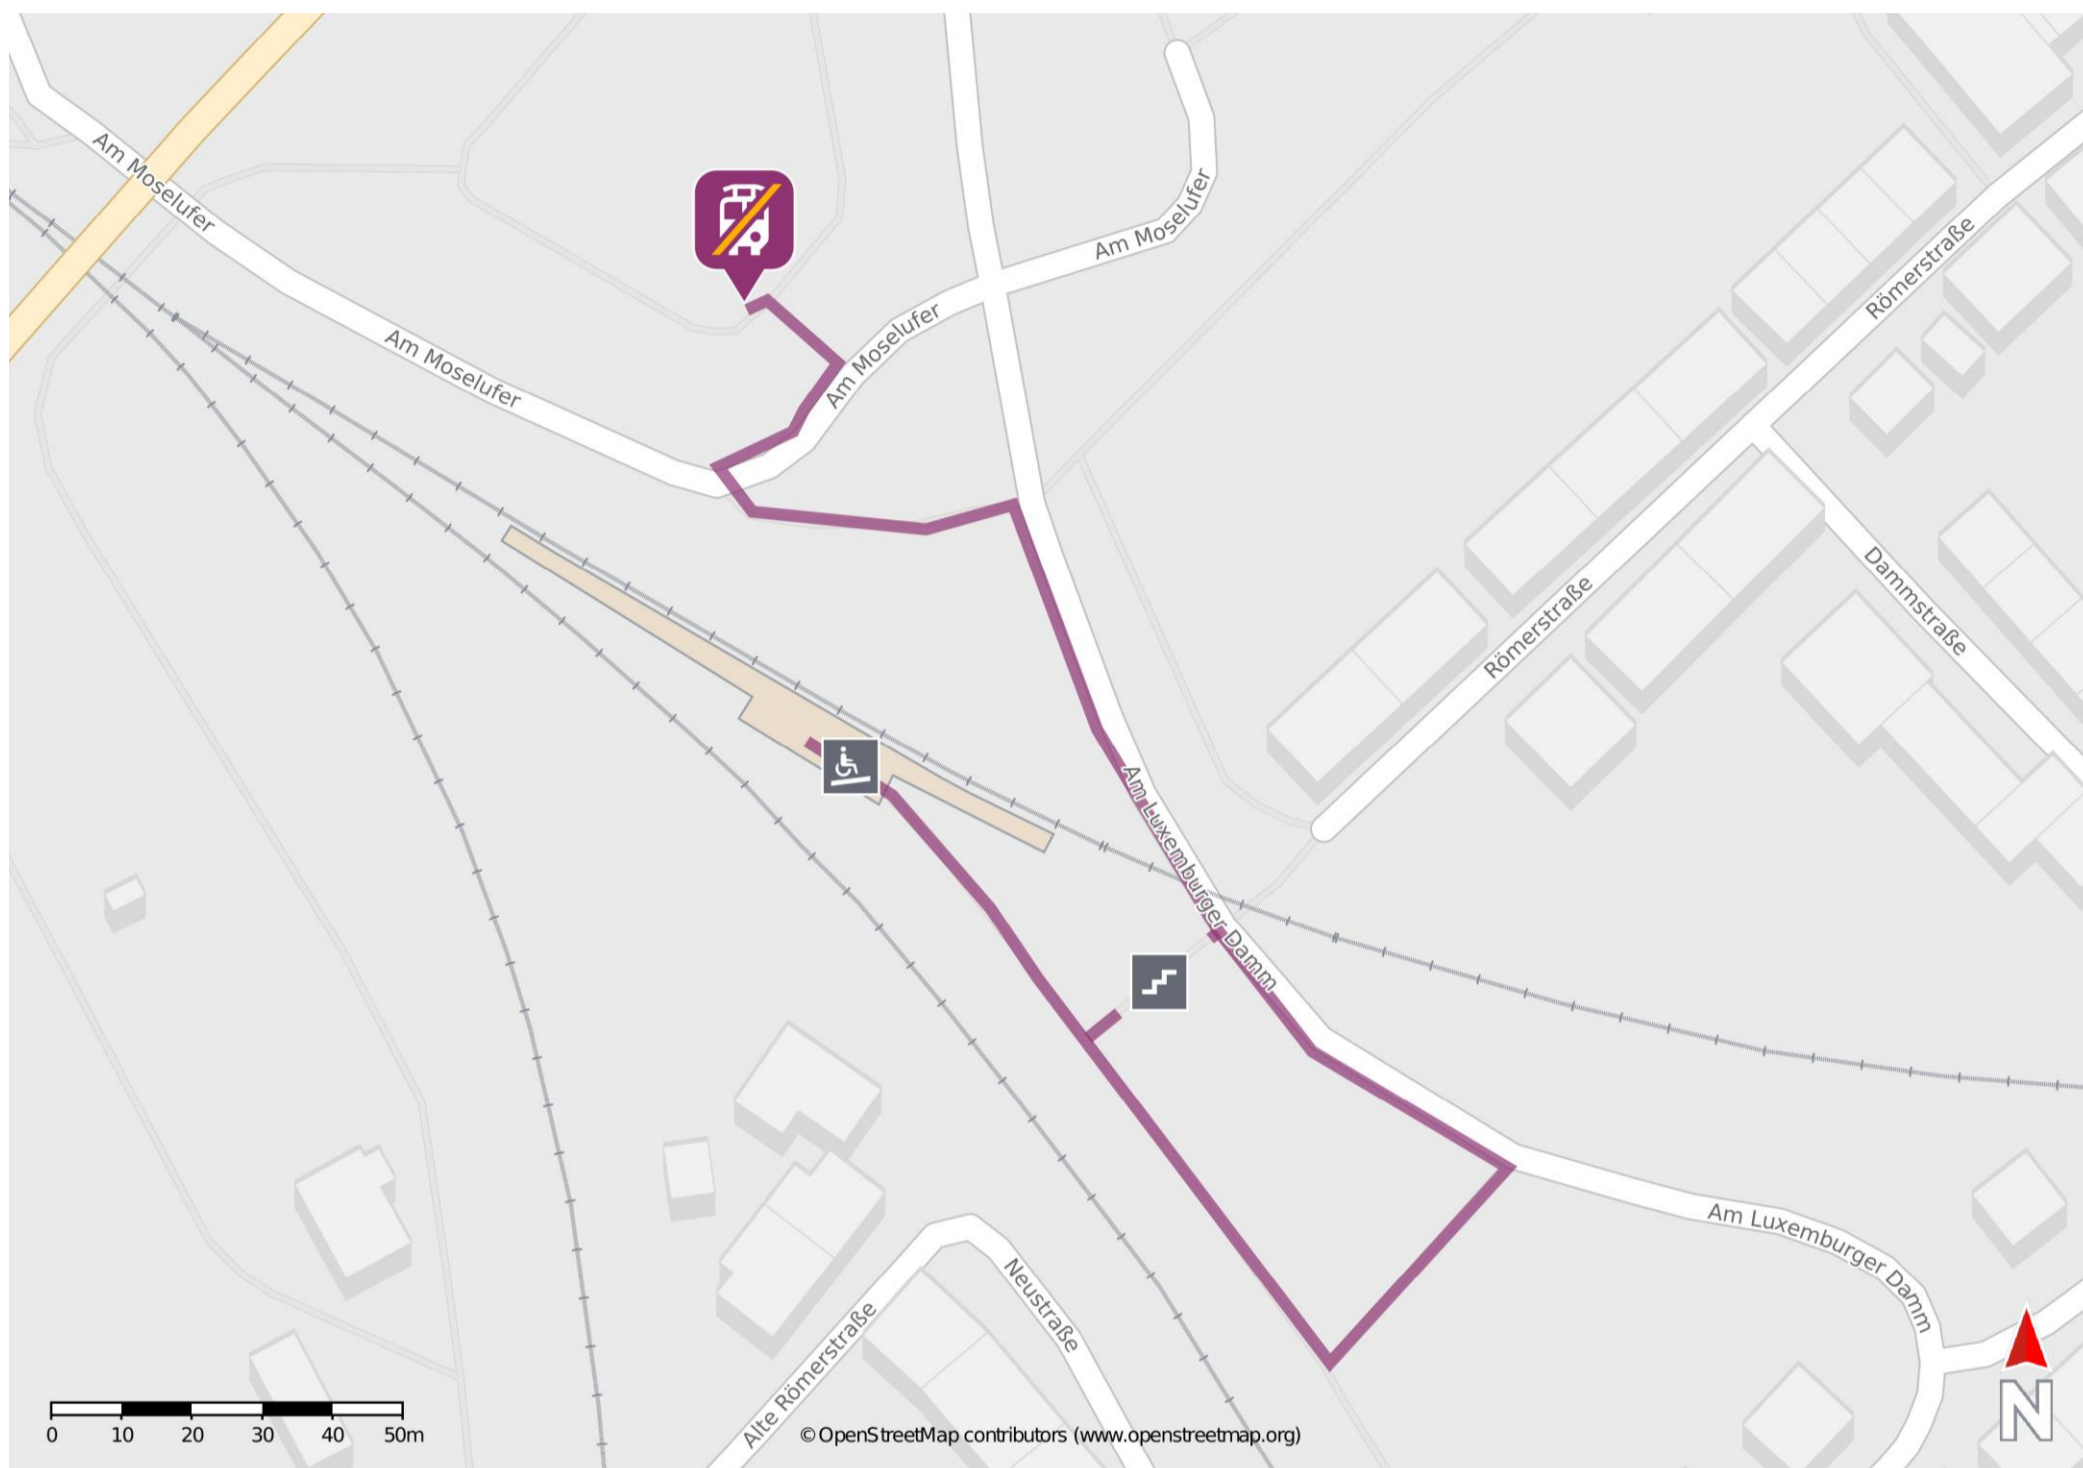 Am Moselufer
Am Moselufer
Am Moselufer
Am Moselufer
Römerstraße
Römerstraße
Dammstraße
Am Luxemburger Damm
Am Luxemburger Damm
Neustraße
Alte Römerstraße
N
0 10 20 30 40 50m
© OpenStreetMap contributors (www.openstreetmap.org)